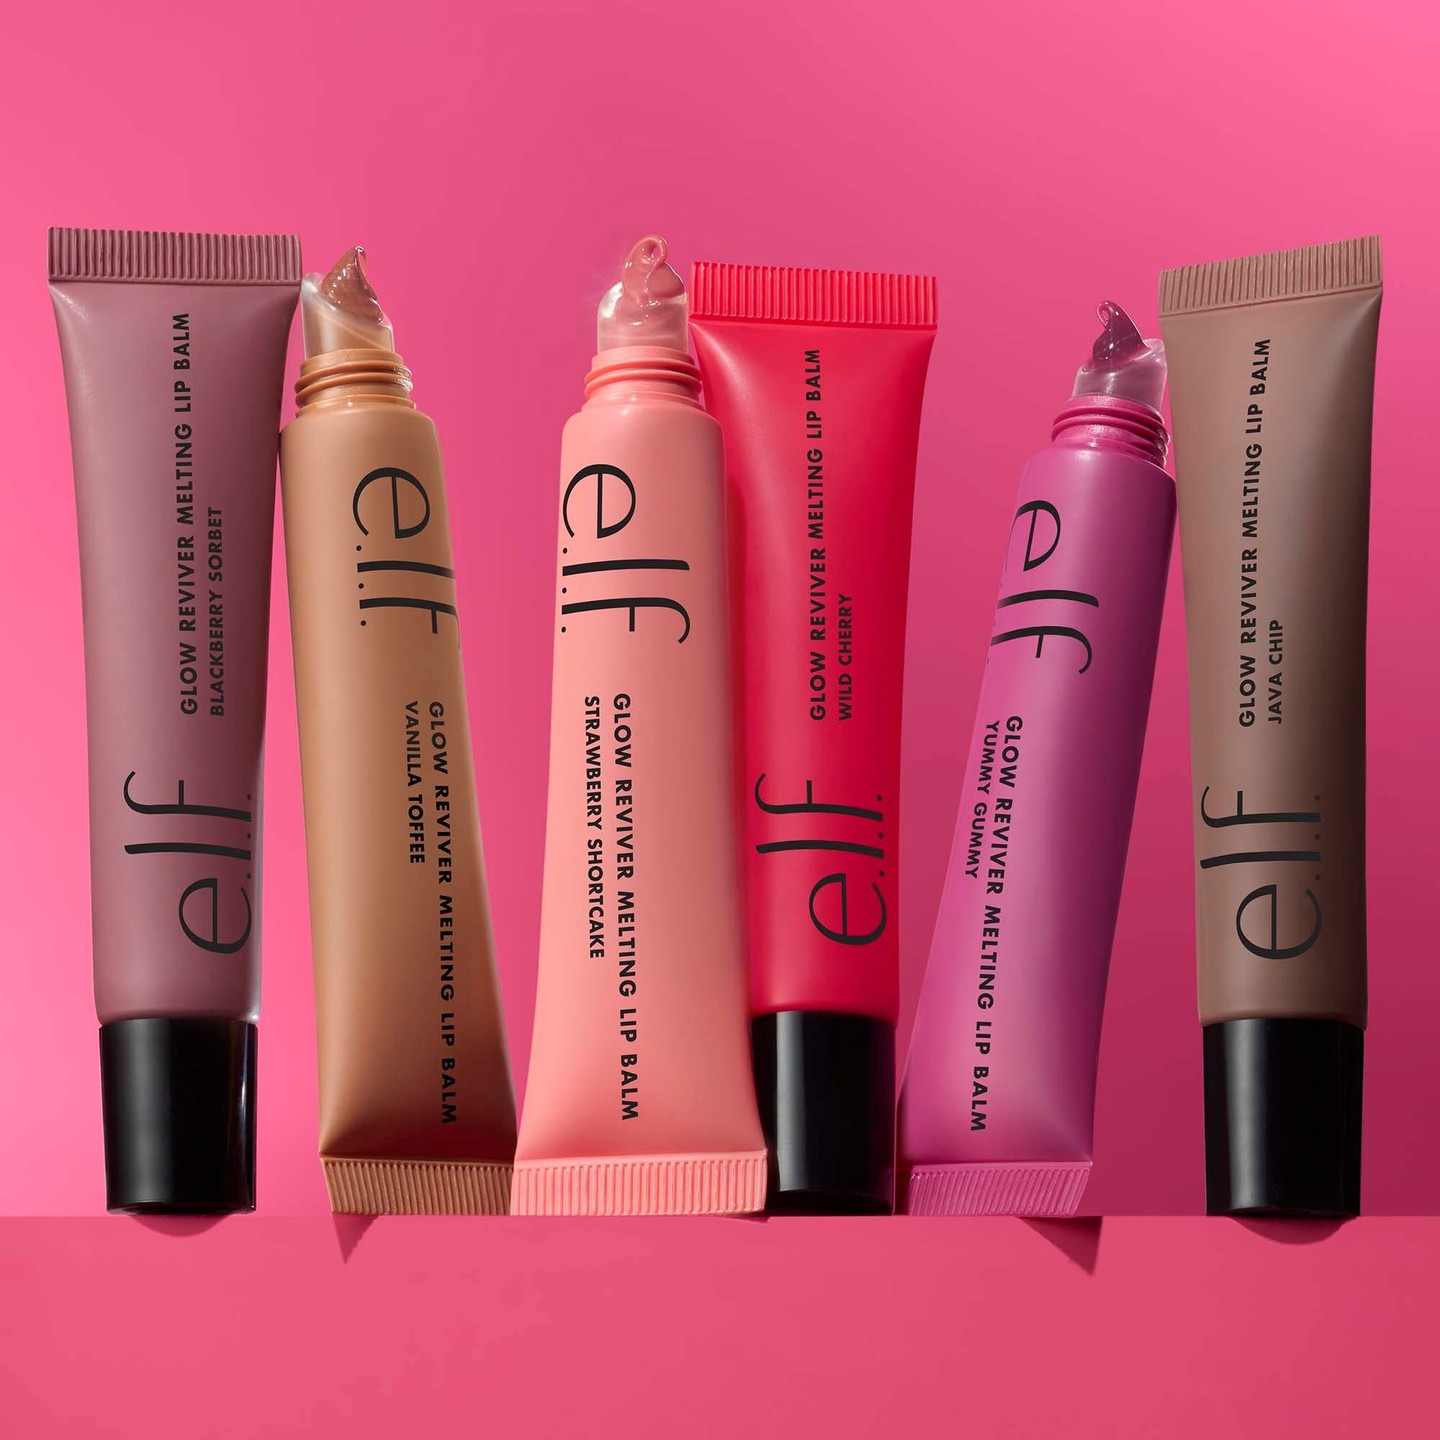 GLOW REVIVER MELTING LIP BALM
BLACKBERRY SORBET
e.l.f.
e.l.f.
GLOW REVIVER MELTING LIP BALM
VANILLA TOFFEE
e.l.f.
GLOW REVIVER MELTING LIP BALM
STRAWBERRY SHORTCAKE
GLOW REVIVER MELTING LIP BALM
WILD CHERRY
e.l.f.
e.l.f.
GLOW REVIVER MELTING LIP BALM
YUMMY GUMMY
GLOW REVIVER MELTING LIP BALM
JAVA CHIP
e.l.f.